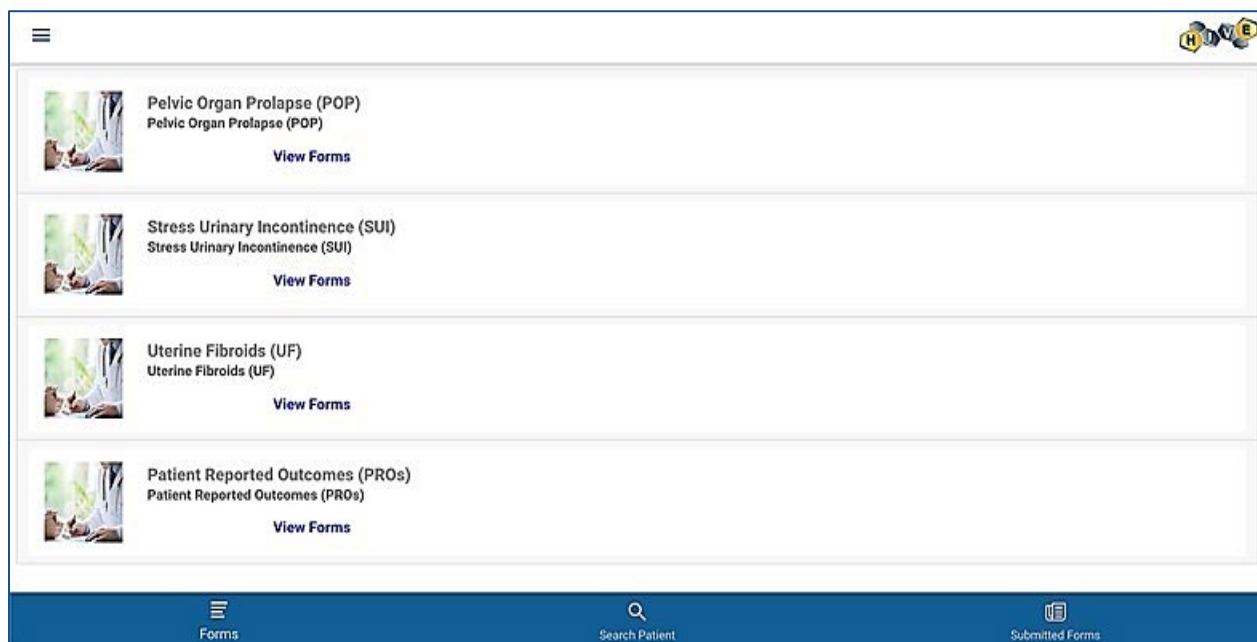 HIVE
Pelvic Organ Prolapse (POP)
Pelvic Organ Prolapse (POP)
View Forms
Stress Urinary Incontinence (SUI)
Stress Urinary Incontinence (SUI)
View Forms
Uterine Fibroids (UF)
Uterine Fibroids (UF)
View Forms
Patient Reported Outcomes (PROs)
Patient Reported Outcomes (PROs)
View Forms
Forms
Search Patient
Submitted Forms